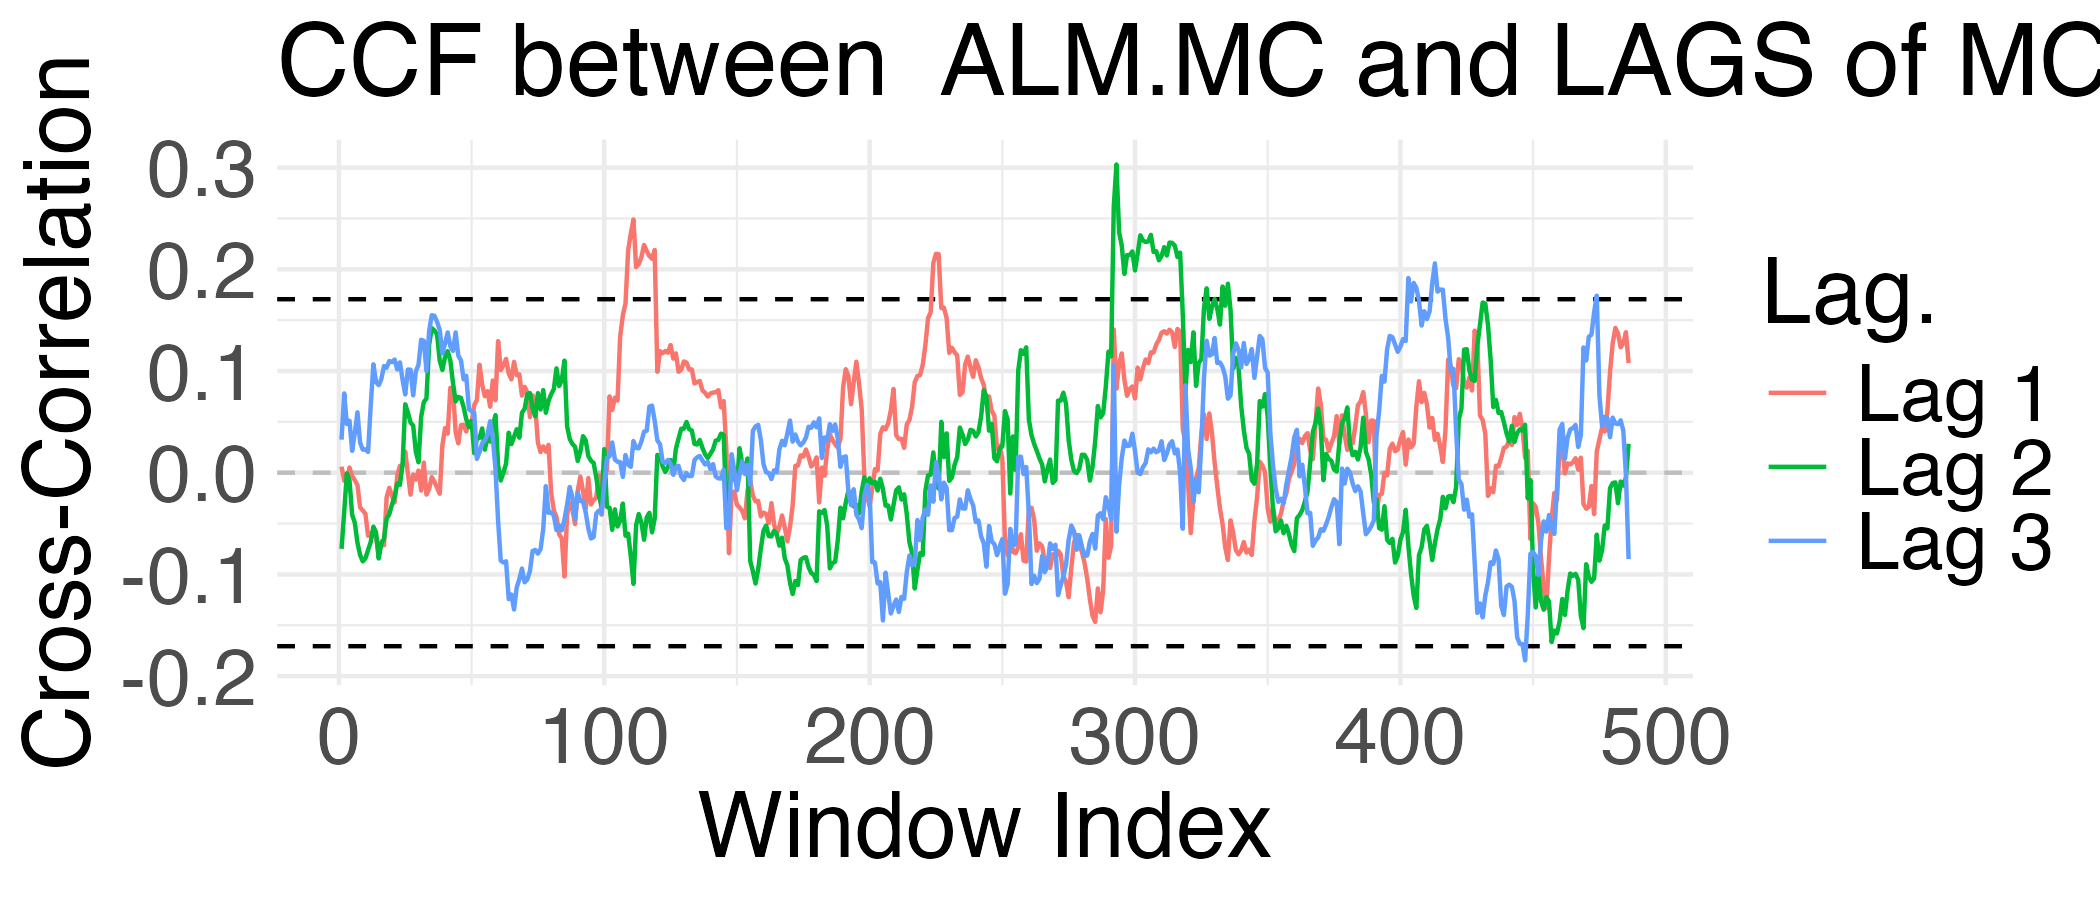 CCF between ALM.MC and LAGS of MC
Cross-Correlation
0.3
0.2
0.1
0.0
-0.1
-0.2
0 100 200 300 400 500
Window Index
Lag.
Lag 1
Lag 2
Lag 3